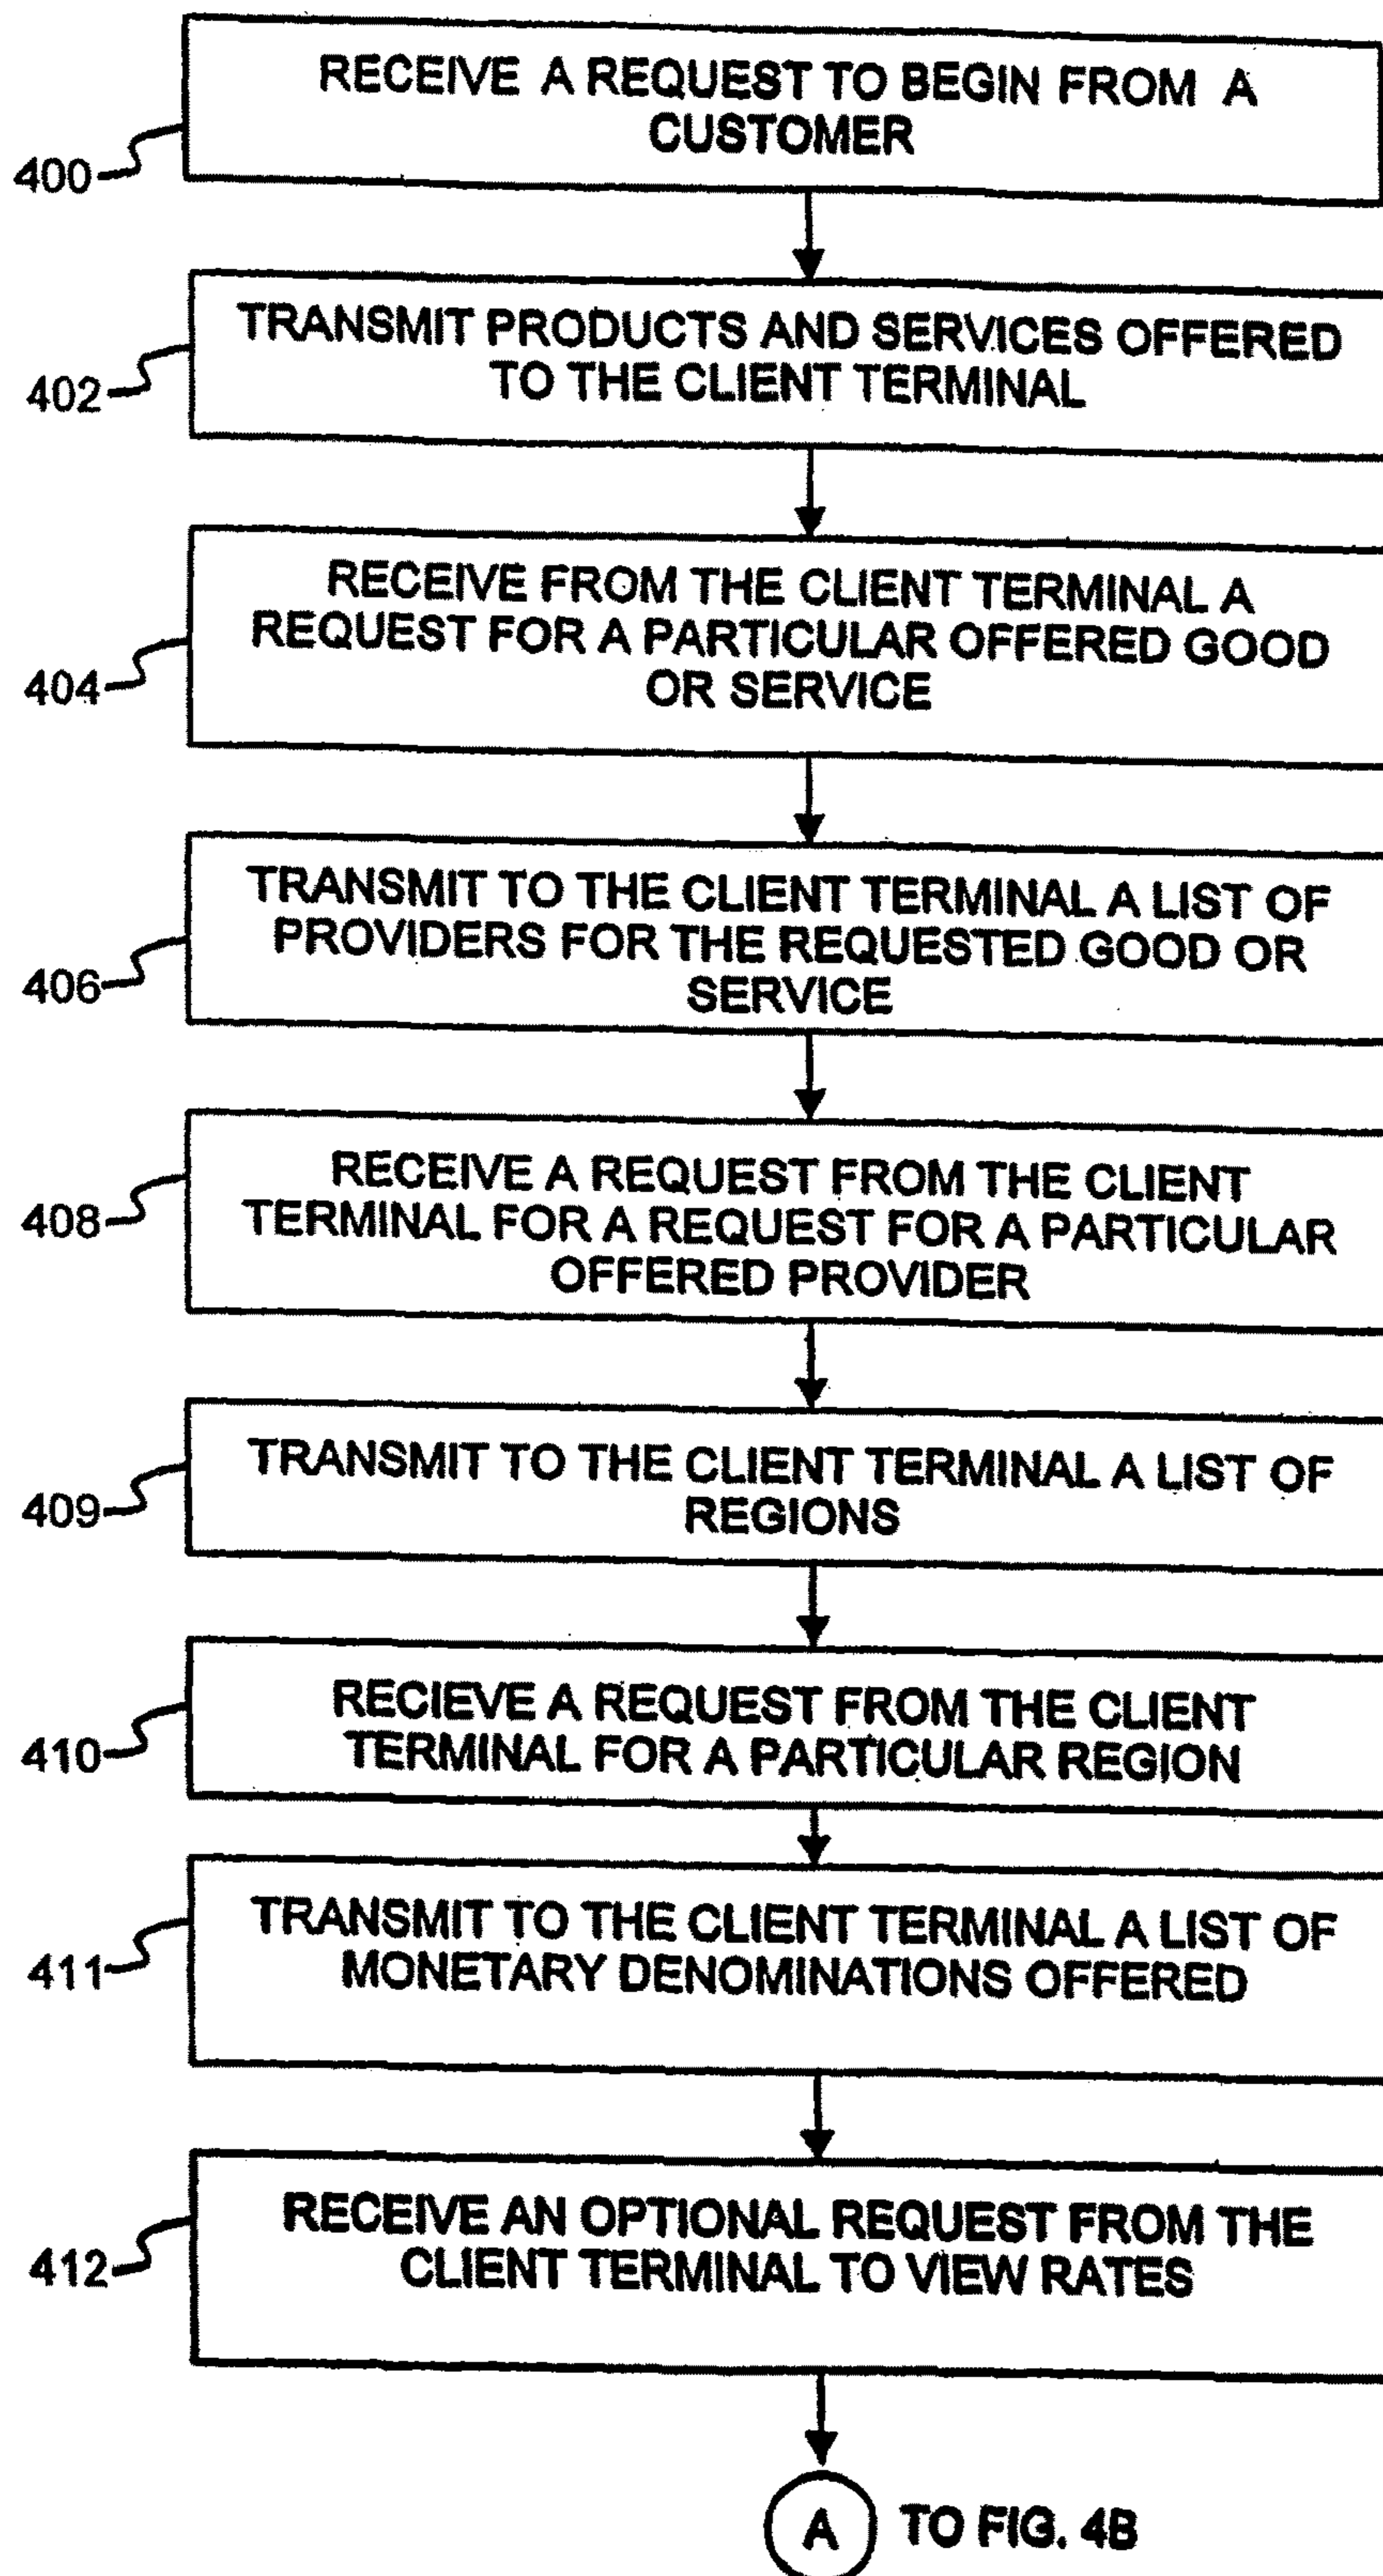 RECEIVE A REQUEST TO BEGIN FROM A
CUSTOMER
400
TRANSMIT PRODUCTS AND SERVICES OFFERED
TO THE CLIENT TERMINAL
402
RECEIVE FROM THE CLIENT TERMINAL A
REQUEST FOR A PARTICULAR OFFERED GOOD
OR SERVICE
404
TRANSMIT TO THE CLIENT TERMINAL A LIST OF
PROVIDERS FOR THE REQUESTED GOOD OR
SERVICE
406
RECEIVE A REQUEST FROM THE CLIENT
TERMINAL FOR A REQUEST FOR A PARTICULAR
OFFERED PROVIDER
408
TRANSMIT TO THE CLIENT TERMINAL A LIST OF
REGIONS
409
RECIEVE A REQUEST FROM THE CLIENT
TERMINAL FOR A PARTICULAR REGION
410
TRANSMIT TO THE CLIENT TERMINAL A LIST OF
MONETARY DENOMINATIONS OFFERED
411
RECEIVE AN OPTIONAL REQUEST FROM THE
CLIENT TERMINAL TO VIEW RATES
412
A TO FIG. 4B